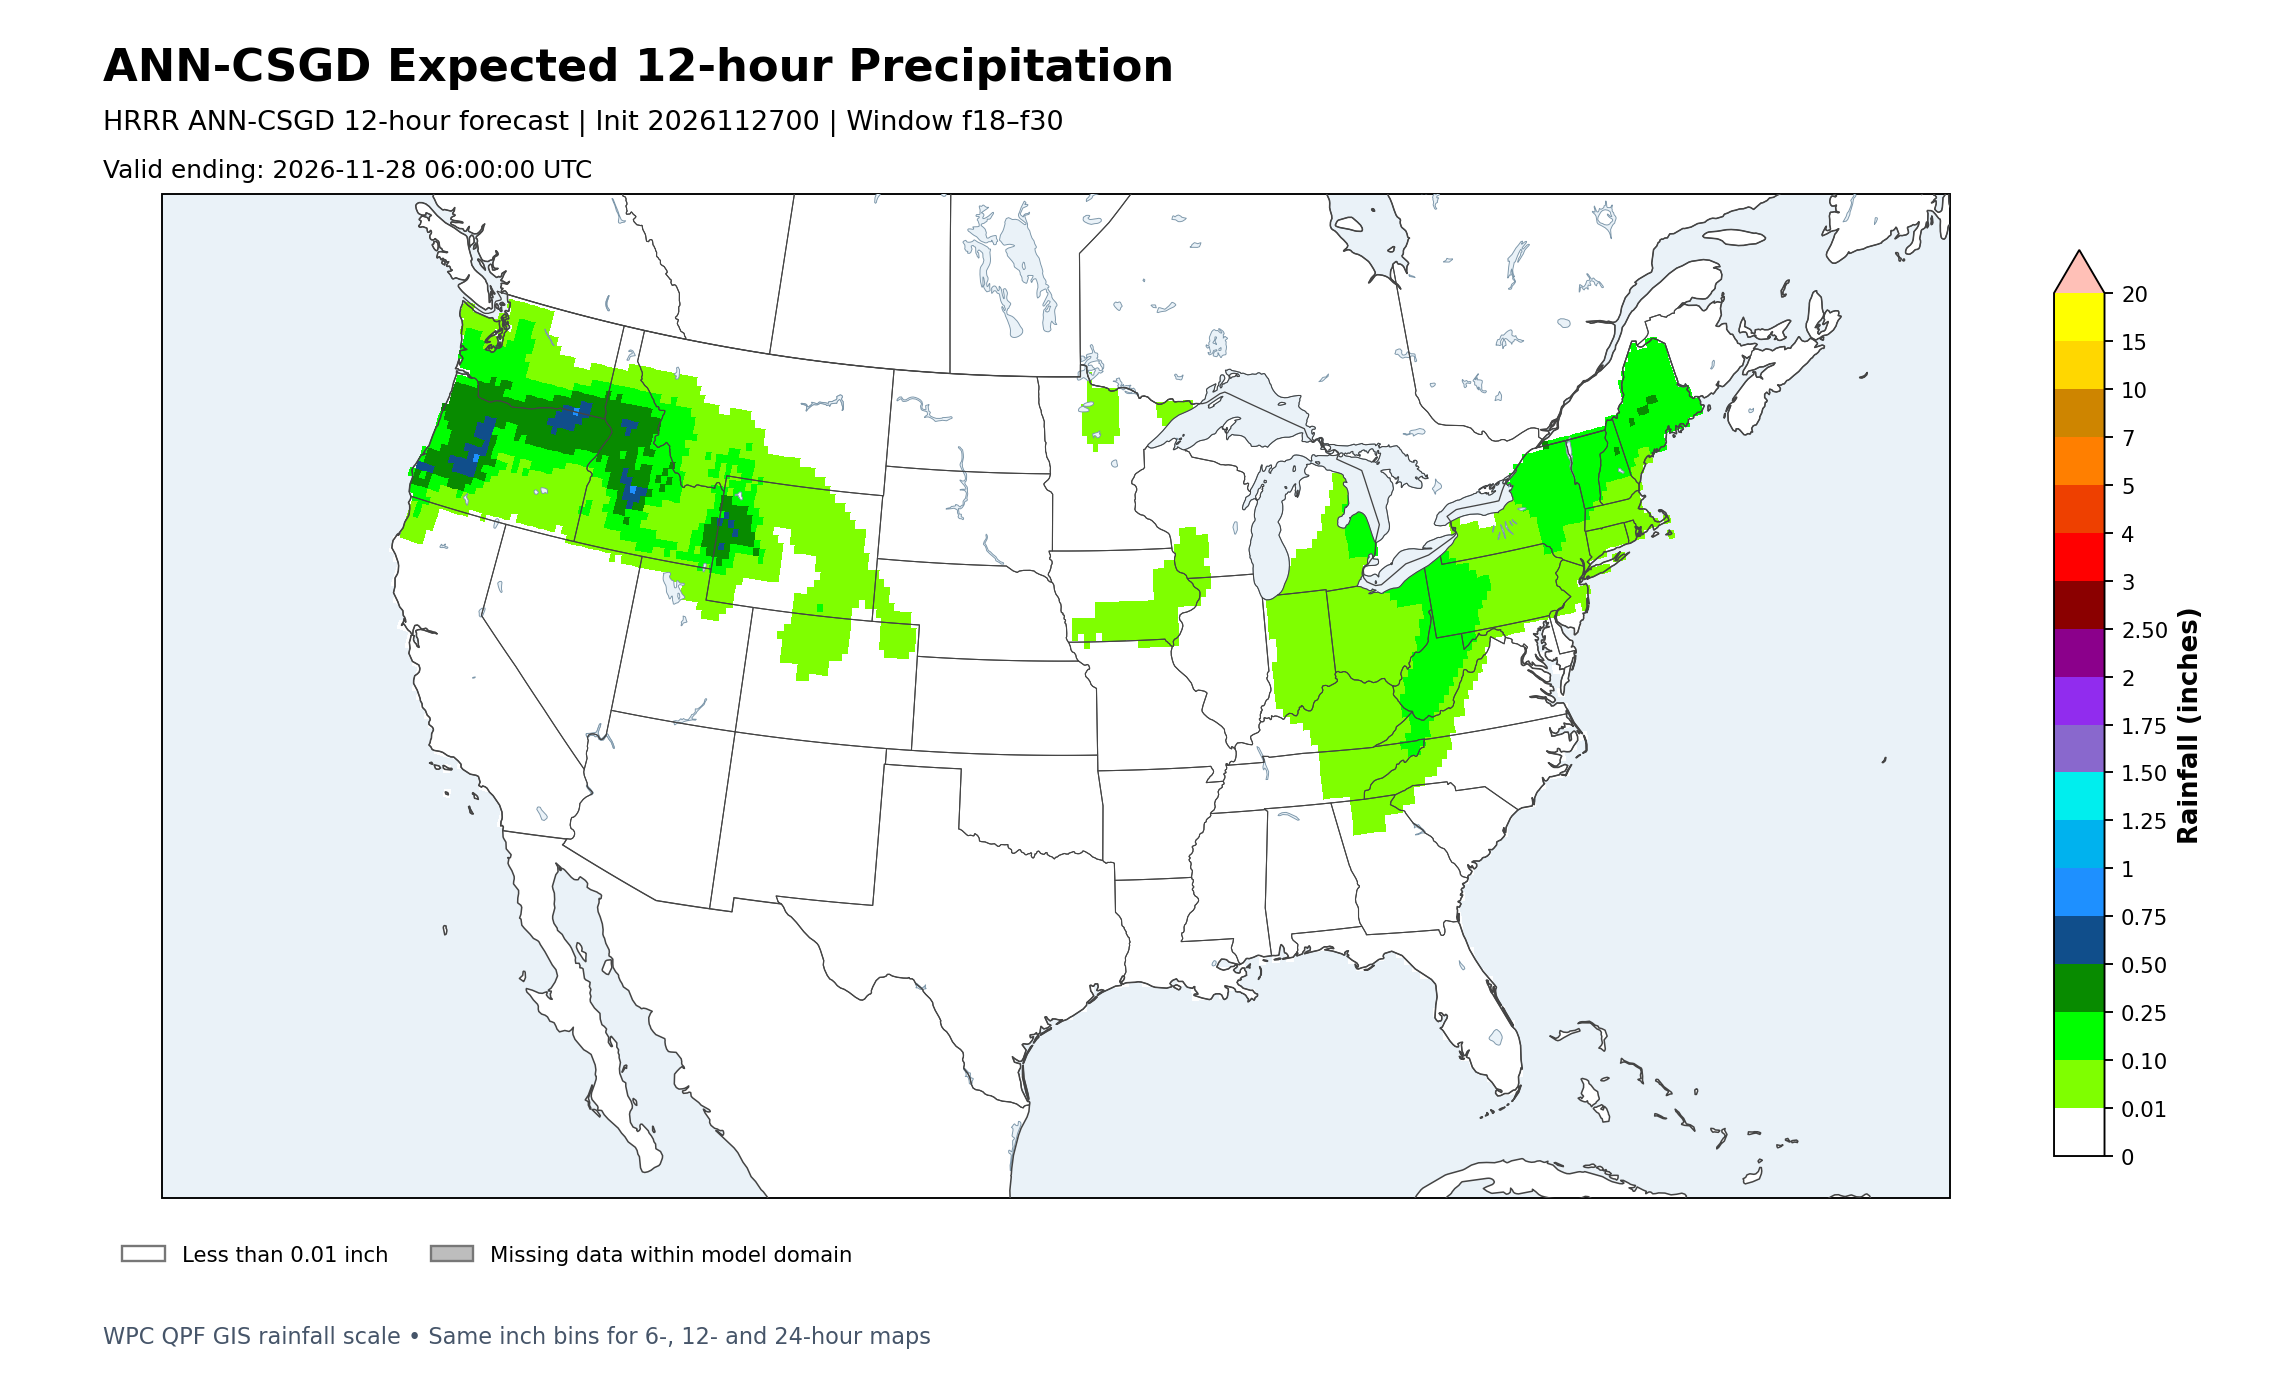 ANN-CSGD Expected 12-hour Precipitation
HRRR ANN-CSGD 12-hour forecast | Init 2026112700 | Window f18–f30
Valid ending: 2026-11-28 06:00:00 UTC
20
15
10
7
5
4
3
2.50
2
1.75
1.50
1.25
1
0.75
0.50
0.25
0.10
0.01
0
Rainfall (inches)
Less than 0.01 inch
Missing data within model domain
WPC QPF GIS rainfall scale • Same inch bins for 6-, 12- and 24-hour maps